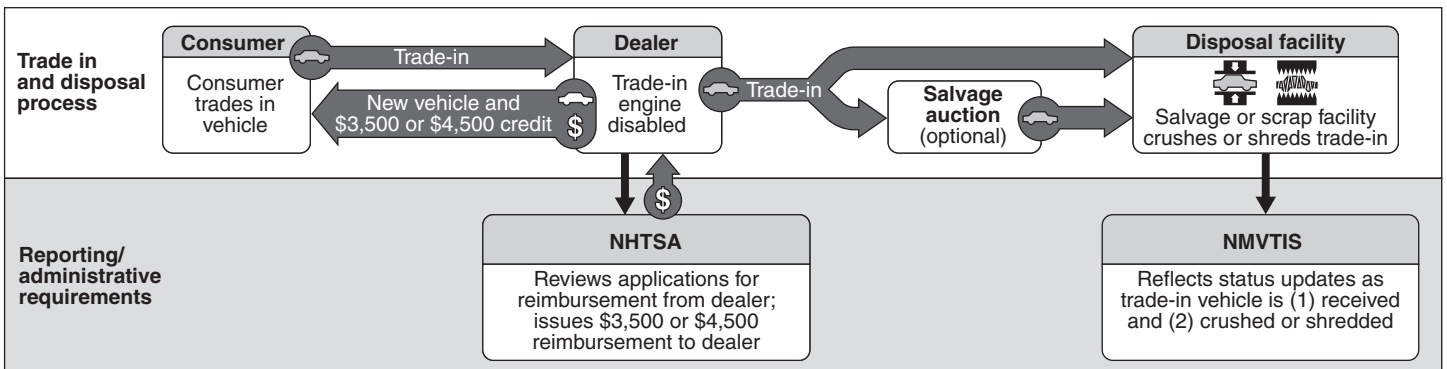 Trade in
and disposal
process
Consumer
Consumer
trades in
vehicle
Trade-in
New vehicle and
$3,500 or $4,500 credit
$
Dealer
Trade-in
engine
disabled
Trade-in
Salvage
auction
(optional)
Disposal facility
Salvage or scrap facility
crushes or shreds trade-in
$
Reporting/
administrative
requirements
NHTSA
Reviews applications for
reimbursement from dealer;
issues $3,500 or $4,500
reimbursement to dealer
NMVTIS
Reflects status updates as
trade-in vehicle is (1) received
and (2) crushed or shredded